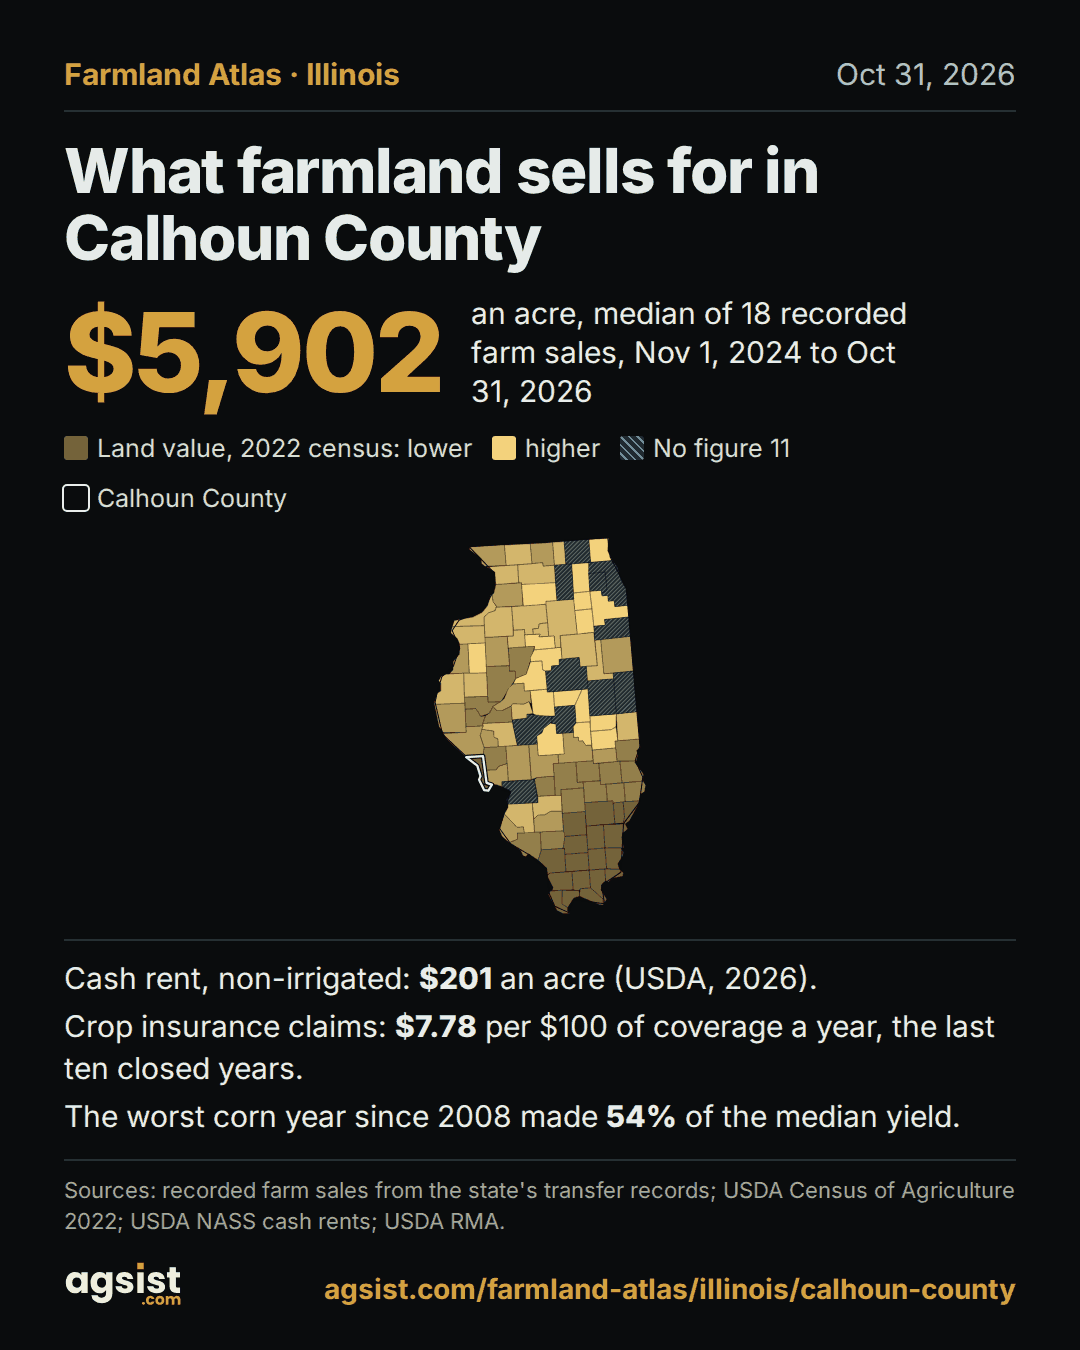 Farmland Atlas · Illinois
Oct 31, 2026
What farmland sells for in
Calhoun County
$5,902
an acre, median of 18 recorded
farm sales, Nov 1, 2024 to Oct
31, 2026
Land value, 2022 census: lower
higher
No figure 11
Calhoun County
Cash rent, non-irrigated: $201 an acre (USDA, 2026).
Crop insurance claims: $7.78 per $100 of coverage a year, the last
ten closed years.
The worst corn year since 2008 made 54% of the median yield.
Sources: recorded farm sales from the state's transfer records; USDA Census of Agriculture
2022; USDA NASS cash rents; USDA RMA.
agsist
.com
agsist.com/farmland-atlas/illinois/calhoun-county